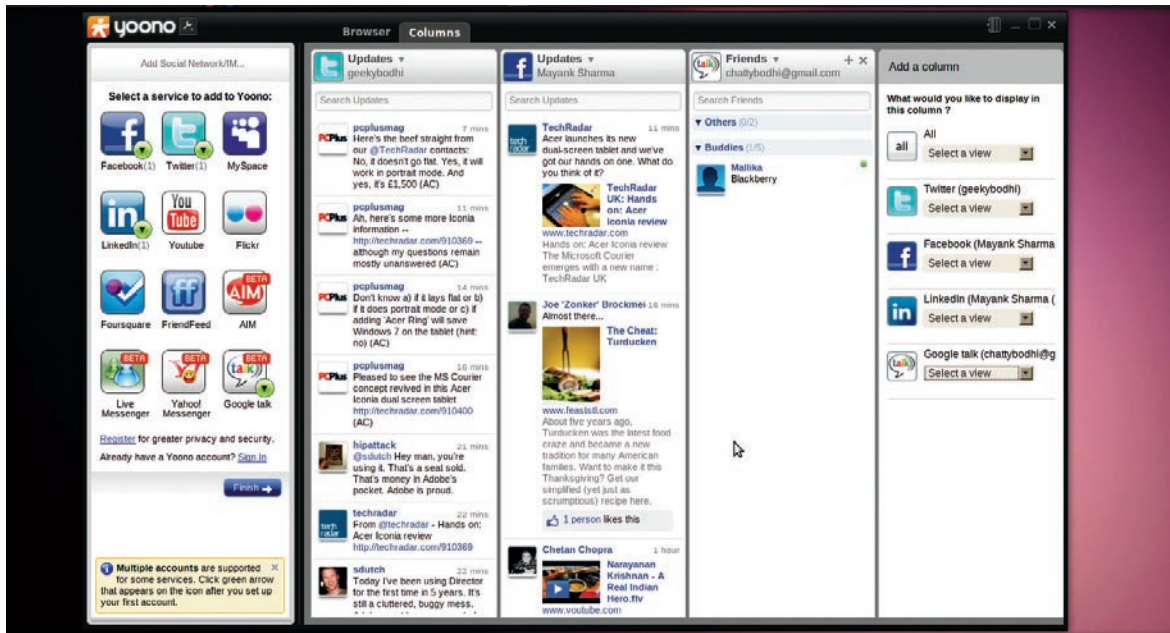 yoono
Browser
Columns
Add Social Network/IM...
Select a service to add to Yoono:
Facebook(1)
Twitter(1)
MySpace
You
Tube
LinkedIn(1)
Youtube
Flickr
BETA
AIM
Foursquare
FriendFeed
AIM
BETA
BETA
BETA
talk
Live
Messenger
Yahoo!
Messenger
Google talk
Register for greater privacy and security.
Already have a Yoono account? Sign In
Finish
Multiple accounts are supported
for some services. Click green arrow
that appears on the icon after you set up
your first account.
Updates
geekybodhi
Search Updates
PCPlus
pcplusmag 7 mins
Here's the beef straight from
our @TechRadar contacts:
No, it doesn't go flat. Yes, it will
work in portrait mode. And
yes, it's £1,500 (AC)
PCPlus
pcplusmag 11 mins
Ah, here's some more Iconia
information --
http://techradar.com/910369 --
although my questions remain
mostly unanswered (AC)
PCPlus
pcplusmag 14 mins
Don't know a) if it lays flat or b)
if it does portrait mode or c) if
adding 'Acer Ring' will save
Windows 7 on the tablet (hint:
no) (AC)
PCPlus
pcplusmag 16 mins
Pleased to see the MS Courier
concept revived in this Acer
Iconia dual screen tablet
http://techradar.com/910400
(AC)
hipattack 21 mins
@sdutch Hey man, you're
using it. That's a seat sold.
That's money in Adobe's
pocket. Adobe is proud.
tech
radar
techradar 22 mins
From @techradar - Hands on:
Acer Iconia review
http://techradar.com/910369
sdutch 22 mins
Today I've been using Director
for the first time in 5 years. It's
still a cluttered, buggy mess.
Updates
Mayank Sharma
Search Updates
tech
radar
TechRadar 11 mins
Acer launches its new
dual-screen tablet and we've
got our hands on one. What do
you think of it?
TechRadar
UK: Hands
on: Acer
Iconia review
www.techradar.com
Hands on: Acer Iconia review
The Microsoft Courier
emerges with a new name :
TechRadar UK
Joe 'Zonker' Brockmei 16 mins
Almost there...
The Cheat:
Turducken
www.feaststl.com
About five years ago,
Turducken was the latest food
craze and became a new
tradition for many American
families. Want to make it this
Thanksgiving? Get our
simplified (yet just as
scrumptious) recipe here.
1 person likes this
Chetan Chopra 1 hour
Narayanan
Krishnan - A
Real Indian
Hero.flv
www.youtube.com
talk
Friends
chattybodhi@gmail.com
Search Friends
Others (0/2)
Buddies (1/5)
Mallika
Blackberry
Add a column
What would you like to display in
this column ?
all
All
Select a view
Twitter (geekybodhi)
Select a view
Facebook (Mayank Sharma
Select a view
LinkedIn (Mayank Sharma (
Select a view
talk
Google talk (chattybodhi@g
Select a view